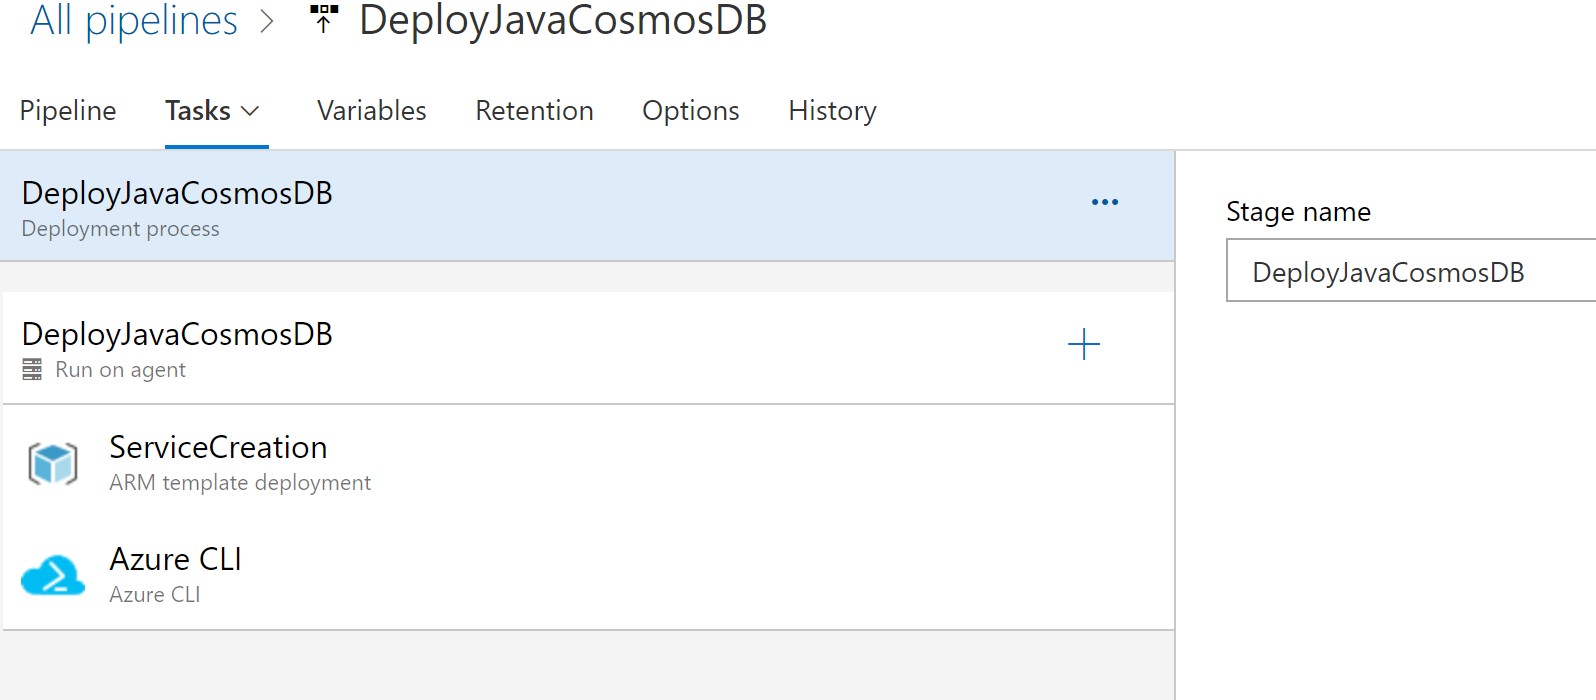 All pipelines > DeployJavaCosmosDB
Pipeline Tasks Variables Retention Options History
DeployJavaCosmosDB
Deployment process
Stage name
DeployJavaCosmosDB
DeployJavaCosmosDB
Run on agent
ServiceCreation
ARM template deployment
Azure CLI
Azure CLI